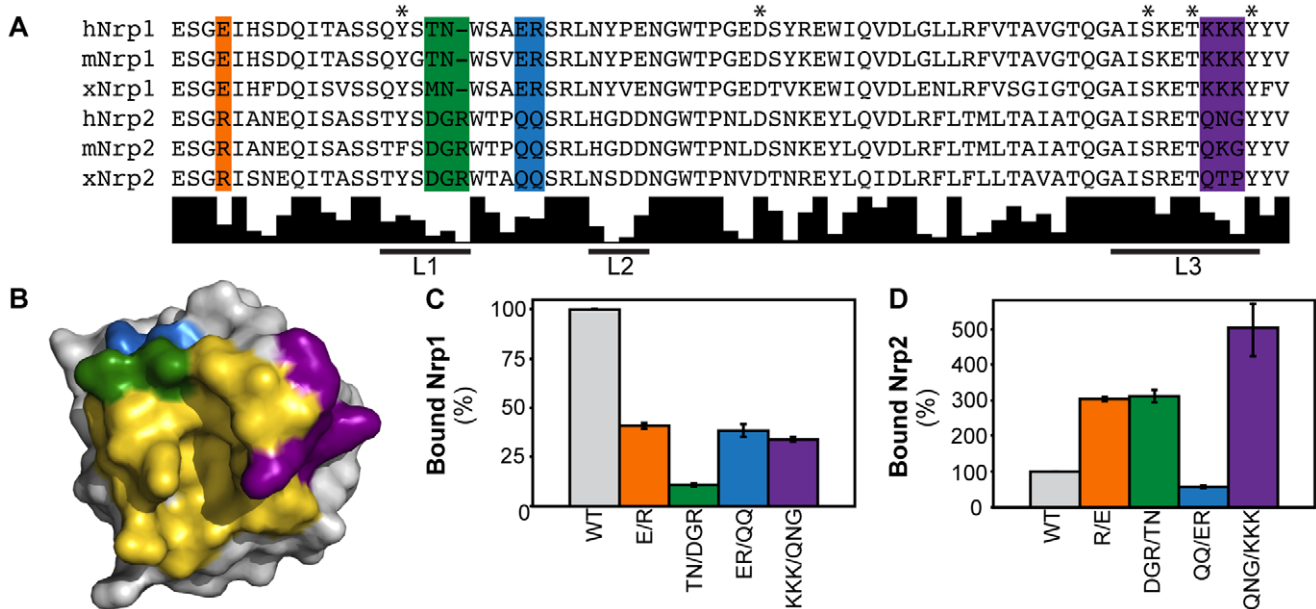 A
* * * * *
hNrp1 ESGEIHSDQITASSQYSTN-WSAERSRLNYPENGWTPGEDSYREWIQVDLGLLRFVTAVGTQGAISKETKKKYYV
mNrp1 ESGEIHSDQITASSQYGTN-WSVERSRLNYPENGWTPGEDSYKEWIQVDLGLLRFVTAVGTQGAISKETKKKYYV
xNrp1 ESGEIHFDQISVSSQYSMN-WSAERSRLNYVENGWTPGEDTVKEWIQVDLENLRFVSGIGTQGAISKETKKKYFV
hNrp2 ESGRIANEQISASSTYSDGRWTPQQSRLHGDDNGWTPNLDSNKEYLQVDLRFLTMLTAIATQGAISRETQNGYYV
mNrp2 ESGRIANEQISASSTFSDGRWTPQQSRLHGDDNGWTPNLDSNKEYLQVDLRFLTMLTAIATQGAISRETQKGYYV
xNrp2 ESGRISNEQITASSTYSDGRWTAQQSRLNSDDNGWTPNVDTNREYLQIDLRFLFLLTAVATQGAISRETQTPYYV
L1 L2 L3
B
C
Bound Nrp1
(%)
100
75
50
25
0
WT
E/R
TN/DGR
ER/QQ
KKK/QNG
D
Bound Nrp2
(%)
500
400
300
200
100
0
WT
R/E
DGR/TN
QQ/ER
QNG/KKK